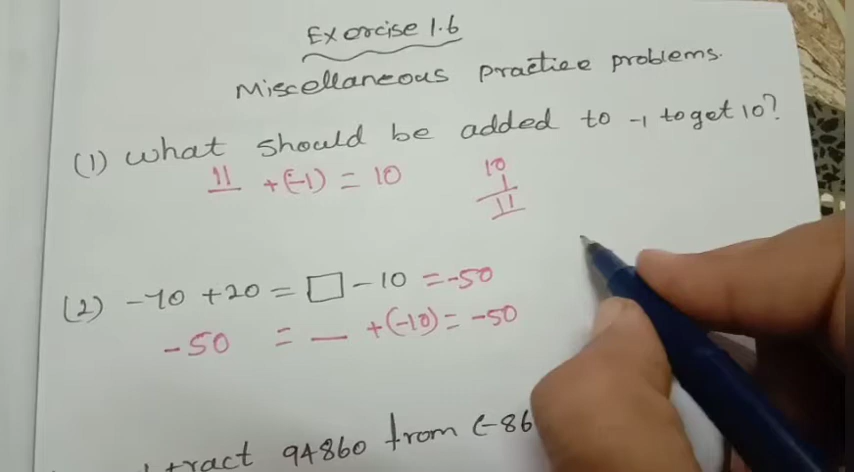 Exercise 1.6
Miscellaneous practice problems.
(1) what should be added to -1 to get 10?
11 + (-1) = 10
10
1
11
(2) -70 + 20 = □ - 10 = -50
-50 = __ + (-10) = -50
tract 94860 from (-86